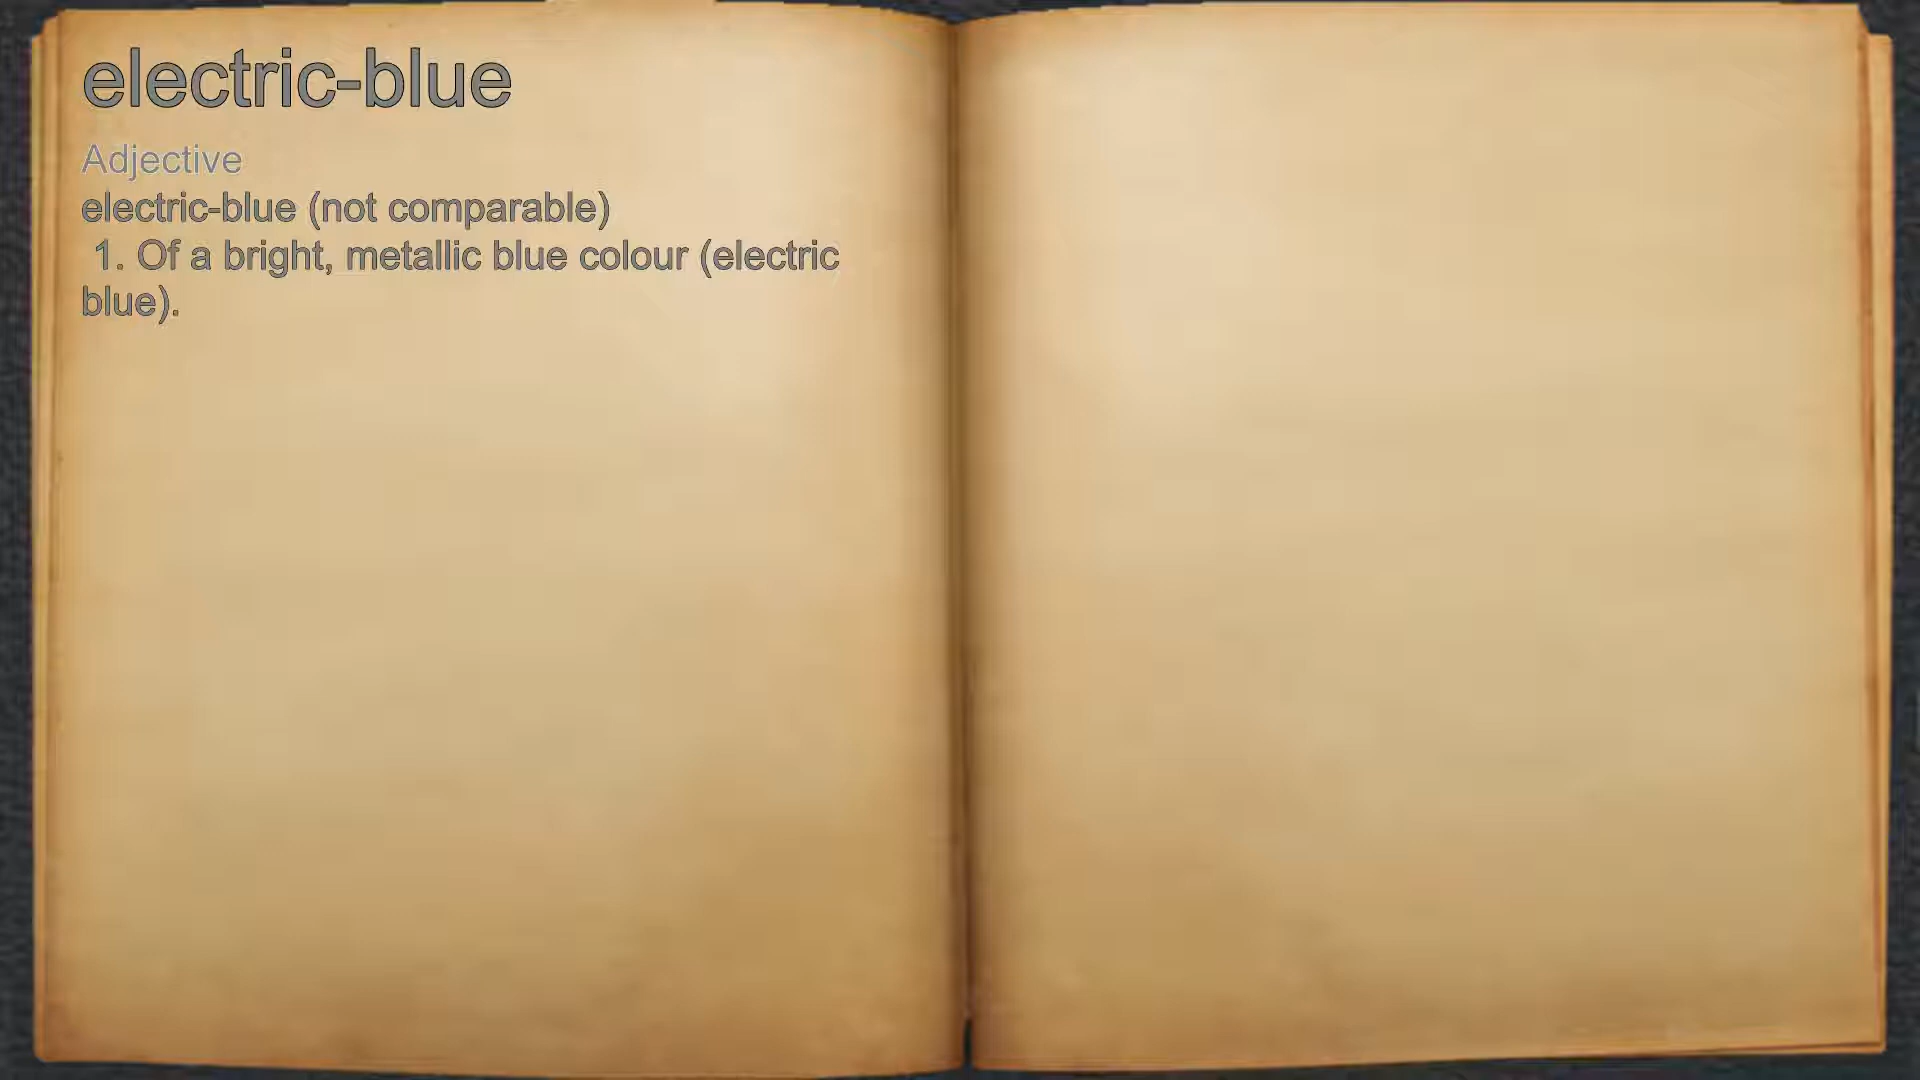 electric-blue
Adjective
electric-blue (not comparable)
1. Of a bright, metallic blue colour (electric
blue).